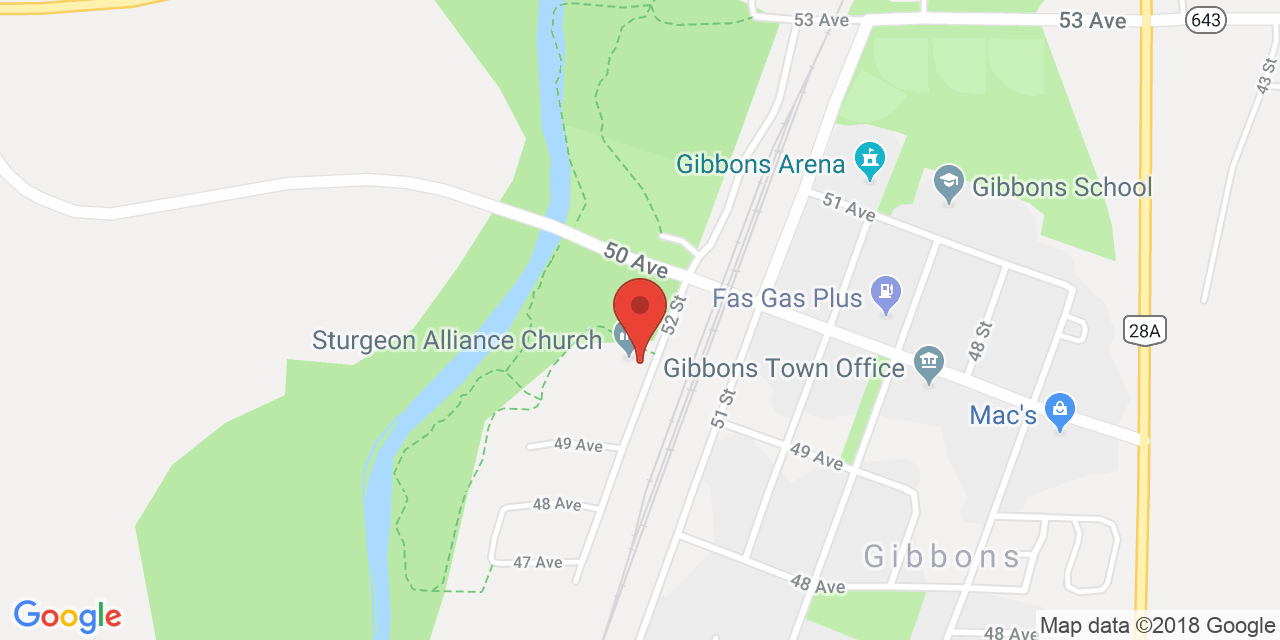 53 Ave
53 Ave
643
43 St
Gibbons Arena
Gibbons School
51 Ave
50 Ave
Fas Gas Plus
52 St
28A
Sturgeon Alliance Church
48 St
Gibbons Town Office
51 St
Mac's
49 Ave
49 Ave
48 Ave
Gibbons
47 Ave
48 Ave
Google
48 Ave
Map data ©2018 Google